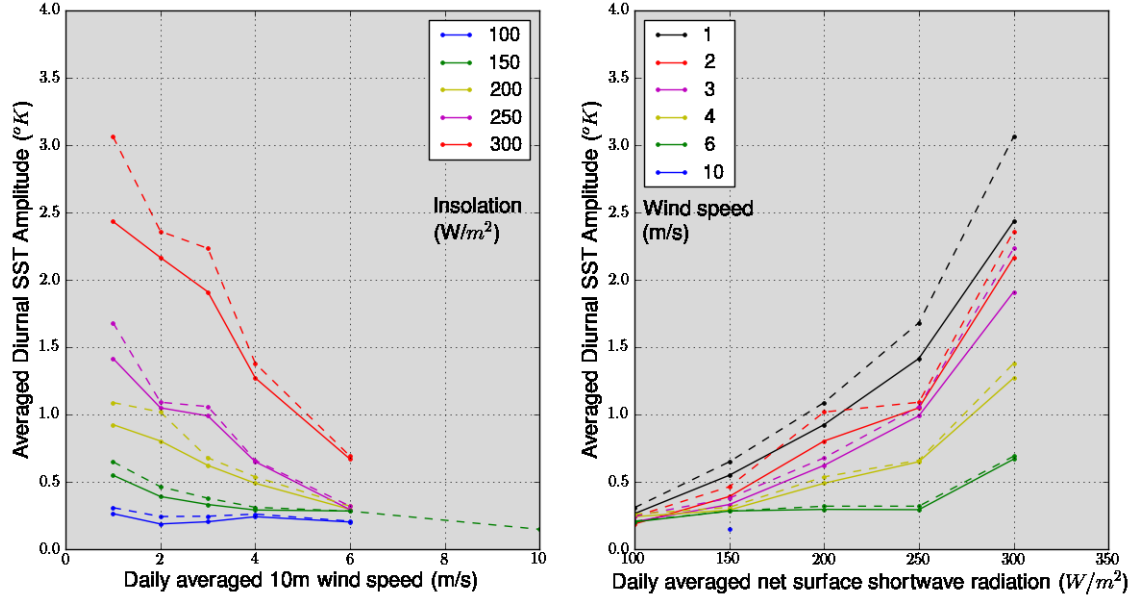 4.0
3.5
3.0
2.5
2.0
1.5
1.0
0.5
0.0
0 2 4 6 8 10
Averaged Diurnal SST Amplitude (°K)
Daily averaged 10m wind speed (m/s)
100
150
200
250
300
Insolation
(W/m²)
4.0
3.5
3.0
2.5
2.0
1.5
1.0
0.5
0.0
100 150 200 250 300 350
Averaged Diurnal SST Amplitude (°K)
Daily averaged net surface shortwave radiation (W/m²)
1
2
3
4
6
10
Wind speed
(m/s)